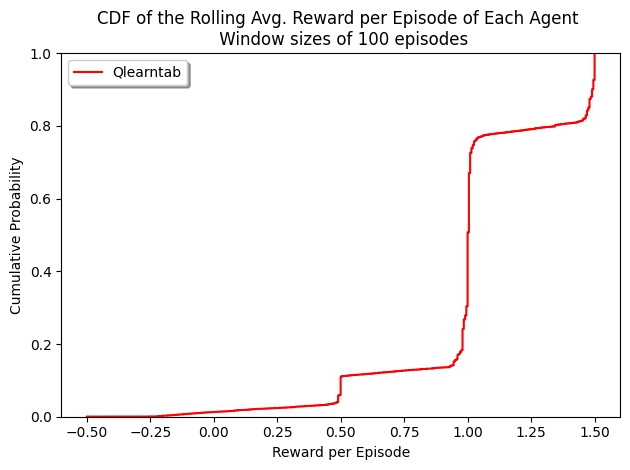 CDF of the Rolling Avg. Reward per Episode of Each Agent
Window sizes of 100 episodes
Qlearntab
Cumulative Probability
1.0
0.8
0.6
0.4
0.2
0.0
−0.50 −0.25 0.00 0.25 0.50 0.75 1.00 1.25 1.50
Reward per Episode